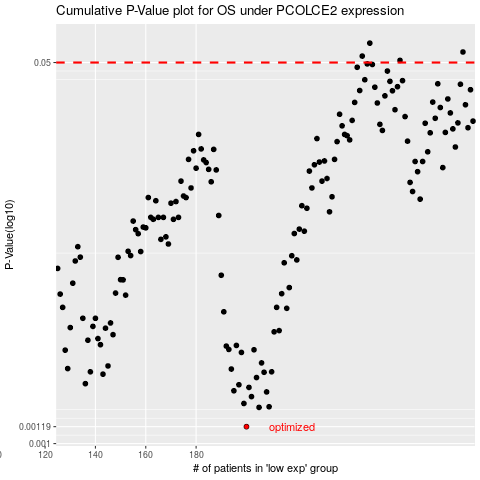 Cumulative P-Value plot for OS under PCOLCE2 expression
0.05
P-Value(log10)
0.00119
optimized
0.001
0
120
140
160
180
# of patients in 'low exp' group